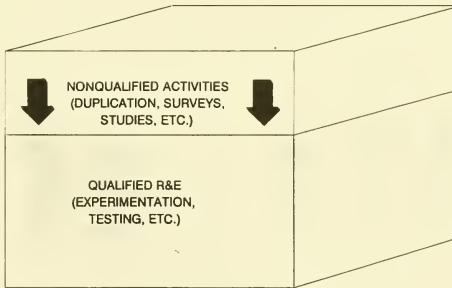 NONQUALIFIED ACTIVITIES
(DUPLICATION, SURVEYS,
STUDIES, ETC.)
QUALIFIED R&E
(EXPERIMENTATION,
TESTING, ETC.)